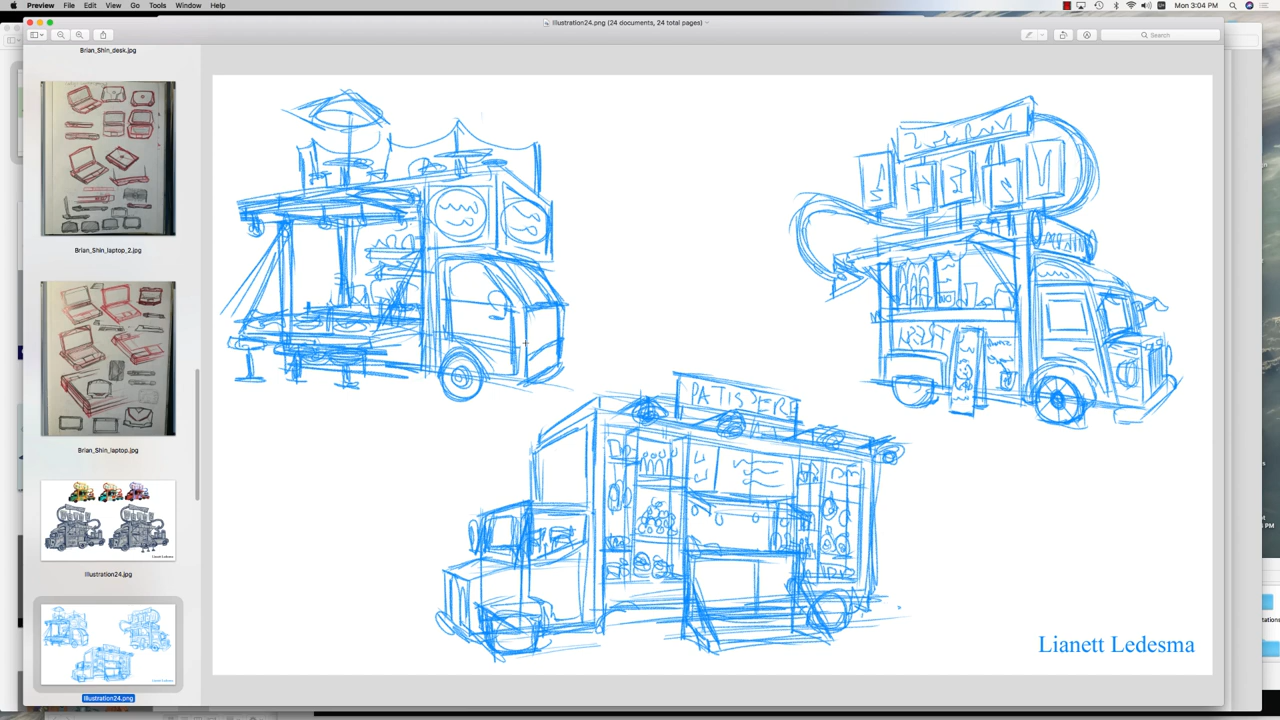 Preview File Edit View Go Tools Window Help
Mon 3:04 PM
Illustration24.png (24 documents, 24 total pages)
Search
Brian_Shin_desk.jpg
Brian_Shin_laptop_2.jpg
Brian_Shin_laptop.jpg
Illustration24.jpg
Illustration24.png
PATISSERI
Lianett Ledesma